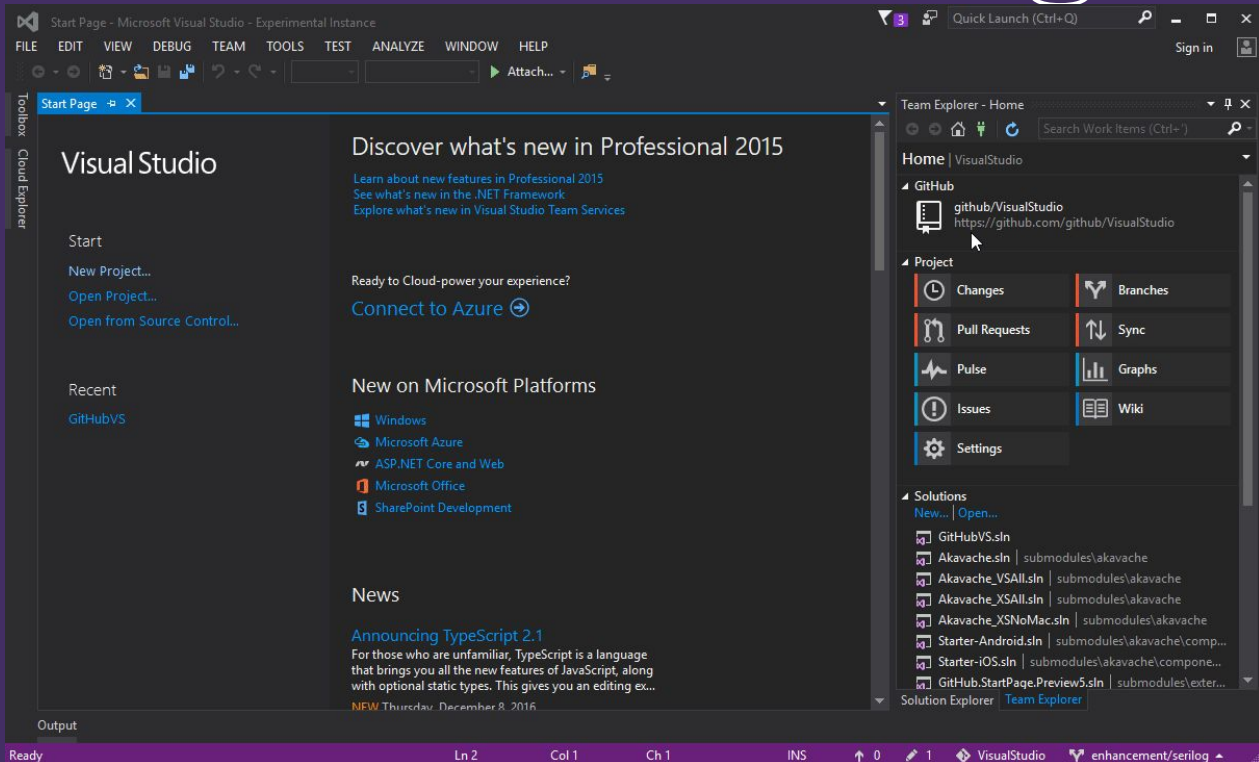 Start Page - Microsoft Visual Studio - Experimental Instance
3
Quick Launch (Ctrl+Q)
FILE EDIT VIEW DEBUG TEAM TOOLS TEST ANALYZE WINDOW HELP
Sign in
Attach...
Toolbox
Cloud Explorer
Start Page
Visual Studio
Start
New Project...
Open Project...
Open from Source Control...
Recent
GitHubVS
Discover what's new in Professional 2015
Learn about new features in Professional 2015
See what's new in the .NET Framework
Explore what's new in Visual Studio Team Services
Ready to Cloud-power your experience?
Connect to Azure
New on Microsoft Platforms
Windows
Microsoft Azure
ASP.NET Core and Web
Microsoft Office
SharePoint Development
News
Announcing TypeScript 2.1
For those who are unfamiliar, TypeScript is a language
that brings you all the new features of JavaScript, along
with optional static types. This gives you an editing ex...
NEW Thursday, December 8, 2016
Team Explorer - Home
Search Work Items (Ctrl+')
Home | VisualStudio
GitHub
github/VisualStudio
https://github.com/github/VisualStudio
Project
Changes Branches
Pull Requests Sync
Pulse Graphs
Issues Wiki
Settings
Solutions
New... | Open...
GitHubVS.sln
Akavache.sln | submodules\akavache
Akavache_VSAll.sln | submodules\akavache
Akavache_XSAll.sln | submodules\akavache
Akavache_XSNoMac.sln | submodules\akavache
Starter-Android.sln | submodules\akavache\comp...
Starter-iOS.sln | submodules\akavache\compone...
GitHub.StartPage.Preview5.sln | submodules\exter...
Solution Explorer Team Explorer
Output
Ready Ln 2 Col 1 Ch 1 INS 0 1 VisualStudio enhancement/serilog